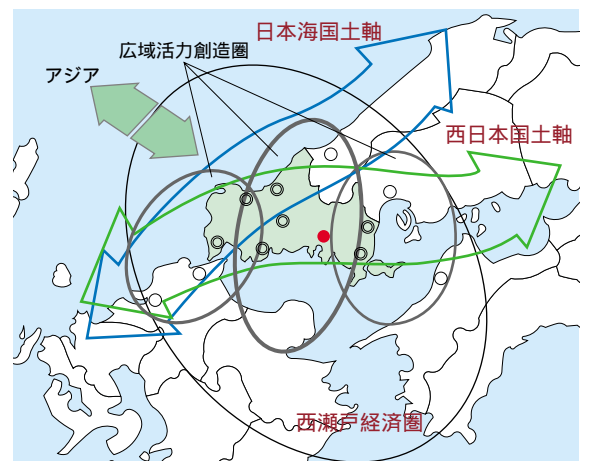 日本海国土軸
広域活力創造圏
アジア
西日本国土軸
西瀬戸経済圏